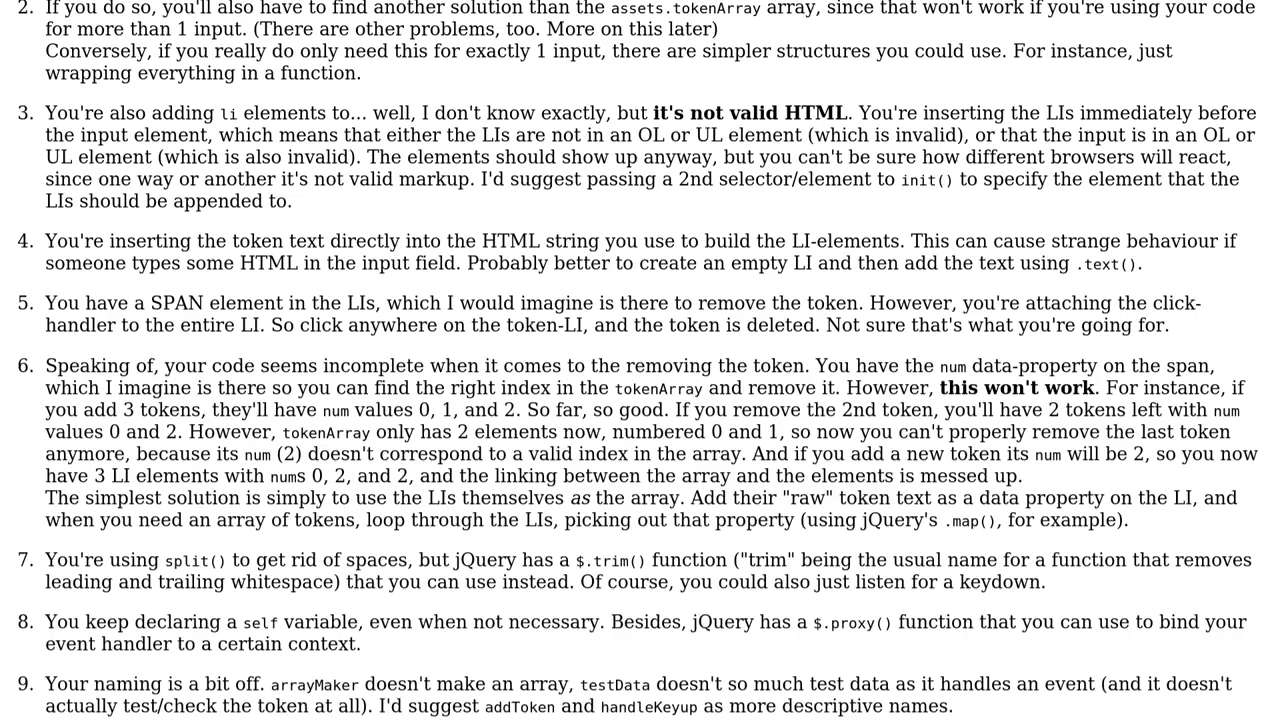 2. If you do so, you'll also have to find another solution than the assets.tokenArray array, since that won't work if you're using your code
for more than 1 input. (There are other problems, too. More on this later)
Conversely, if you really do only need this for exactly 1 input, there are simpler structures you could use. For instance, just
wrapping everything in a function.
3. You're also adding li elements to... well, I don't know exactly, but it's not valid HTML. You're inserting the LIs immediately before
the input element, which means that either the LIs are not in an OL or UL element (which is invalid), or that the input is in an OL or
UL element (which is also invalid). The elements should show up anyway, but you can't be sure how different browsers will react,
since one way or another it's not valid markup. I'd suggest passing a 2nd selector/element to init() to specify the element that the
LIs should be appended to.
4. You're inserting the token text directly into the HTML string you use to build the LI-elements. This can cause strange behaviour if
someone types some HTML in the input field. Probably better to create an empty LI and then add the text using .text().
5. You have a SPAN element in the LIs, which I would imagine is there to remove the token. However, you're attaching the click-
handler to the entire LI. So click anywhere on the token-LI, and the token is deleted. Not sure that's what you're going for.
6. Speaking of, your code seems incomplete when it comes to the removing the token. You have the num data-property on the span,
which I imagine is there so you can find the right index in the tokenArray and remove it. However, this won't work. For instance, if
you add 3 tokens, they'll have num values 0, 1, and 2. So far, so good. If you remove the 2nd token, you'll have 2 tokens left with num
values 0 and 2. However, tokenArray only has 2 elements now, numbered 0 and 1, so now you can't properly remove the last token
anymore, because its num (2) doesn't correspond to a valid index in the array. And if you add a new token its num will be 2, so you now
have 3 LI elements with nums 0, 2, and 2, and the linking between the array and the elements is messed up.
The simplest solution is simply to use the LIs themselves as the array. Add their "raw" token text as a data property on the LI, and
when you need an array of tokens, loop through the LIs, picking out that property (using jQuery's .map(), for example).
7. You're using split() to get rid of spaces, but jQuery has a $.trim() function ("trim" being the usual name for a function that removes
leading and trailing whitespace) that you can use instead. Of course, you could also just listen for a keydown.
8. You keep declaring a self variable, even when not necessary. Besides, jQuery has a $.proxy() function that you can use to bind your
event handler to a certain context.
9. Your naming is a bit off. arrayMaker doesn't make an array, testData doesn't so much test data as it handles an event (and it doesn't
actually test/check the token at all). I'd suggest addToken and handleKeyup as more descriptive names.